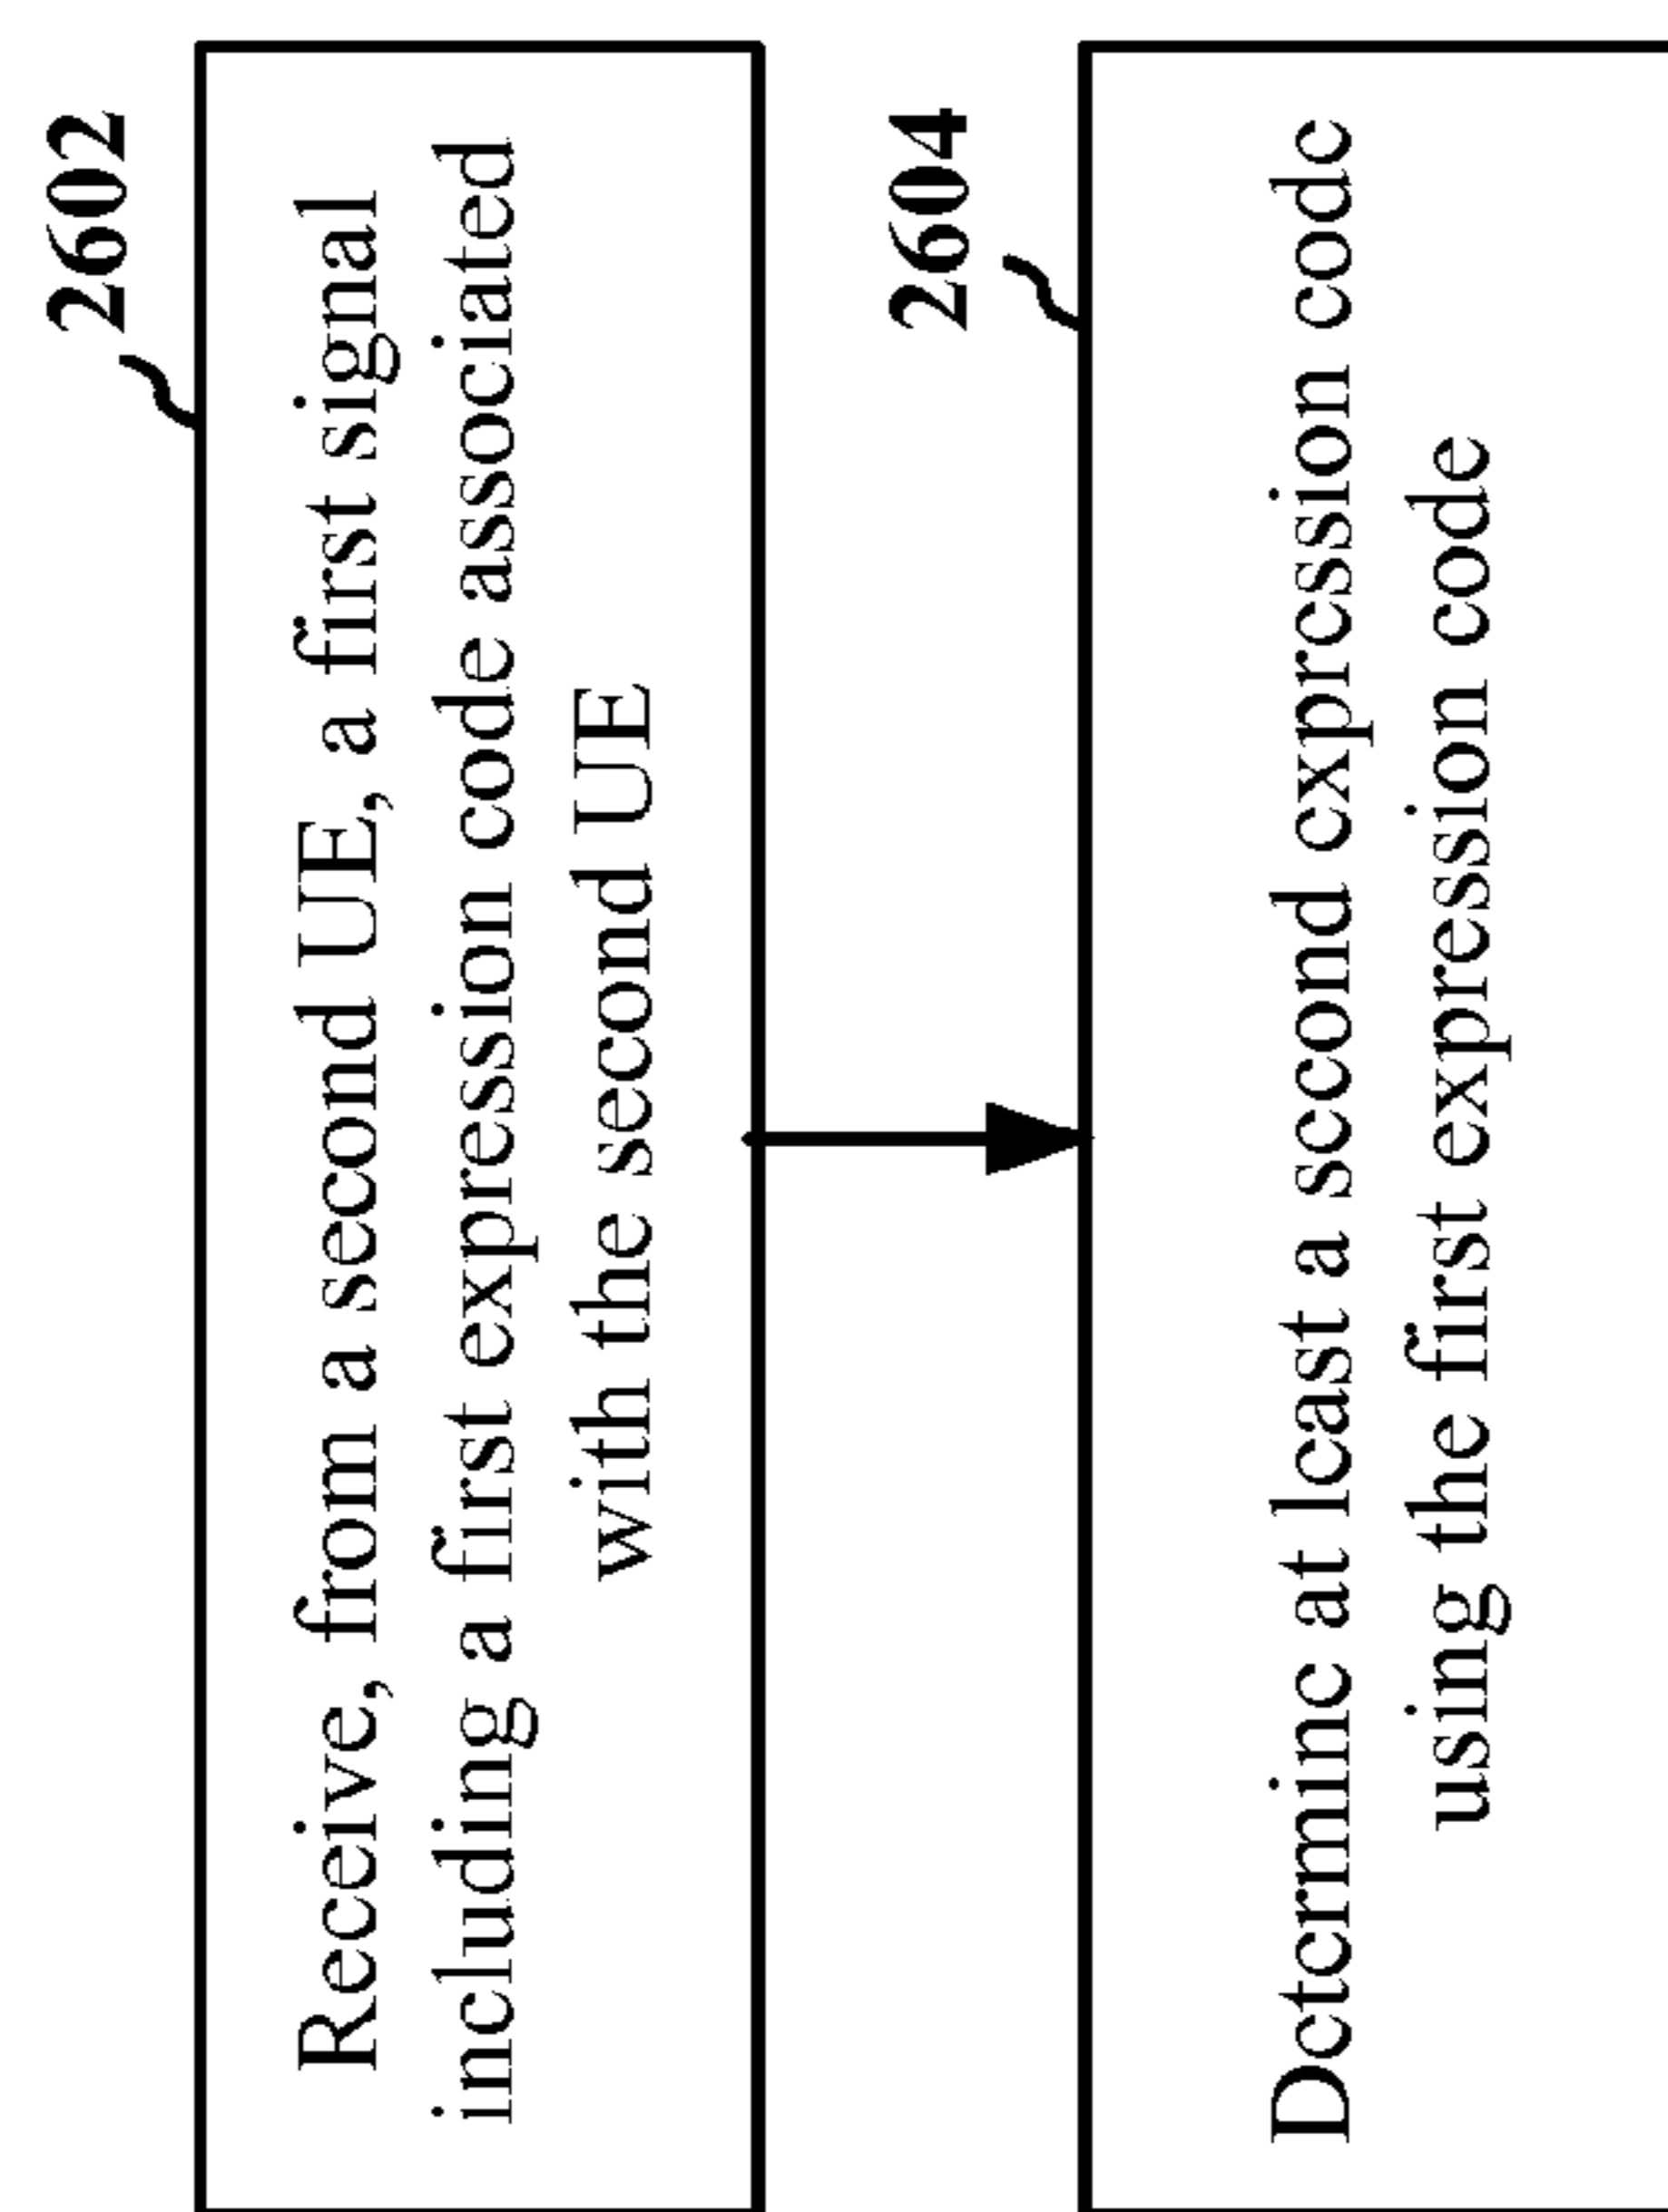 2602
Receive, from a second UE, a first signal
including a first expression code associated
with the second UE
2604
Determine at least a second expression code
using the first expression code